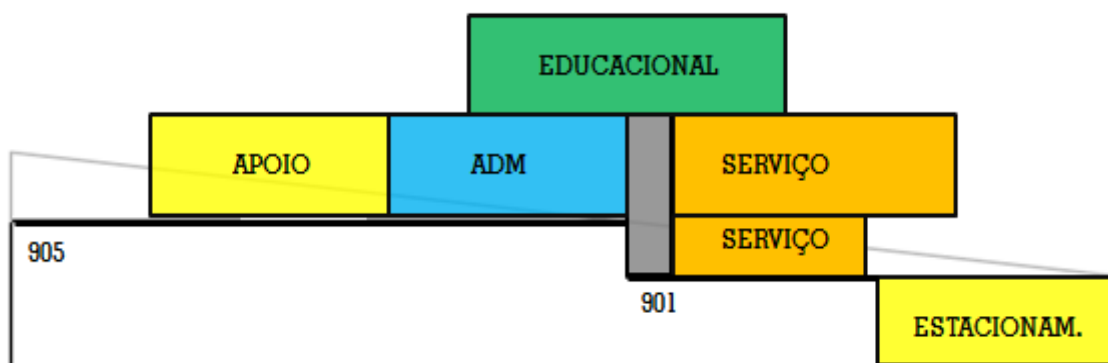 EDUCACIONAL
APOIO
ADM
SERVIÇO
SERVIÇO
905
901
ESTACIONAM.